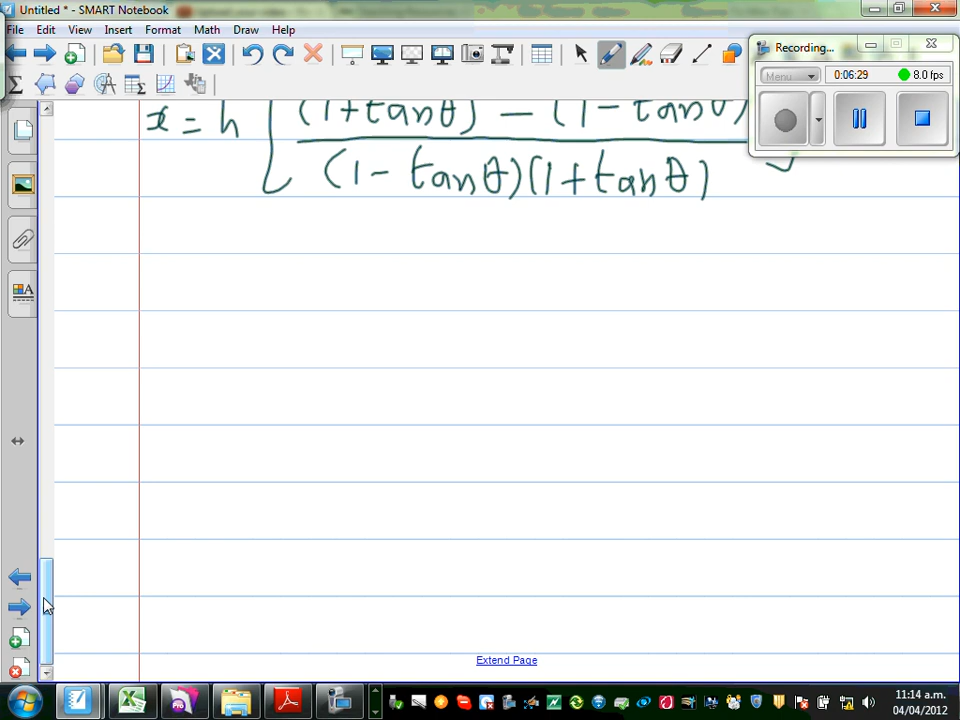 Untitled * - SMART Notebook
File Edit View Insert Format Math Draw Help
Recording...
Menu
0:06:29
8.0 fps
x = h [ (1+tanθ) - (1-tanθ)
(1-tanθ)(1+tanθ)
Extend Page
11:14 a.m.
04/04/2012